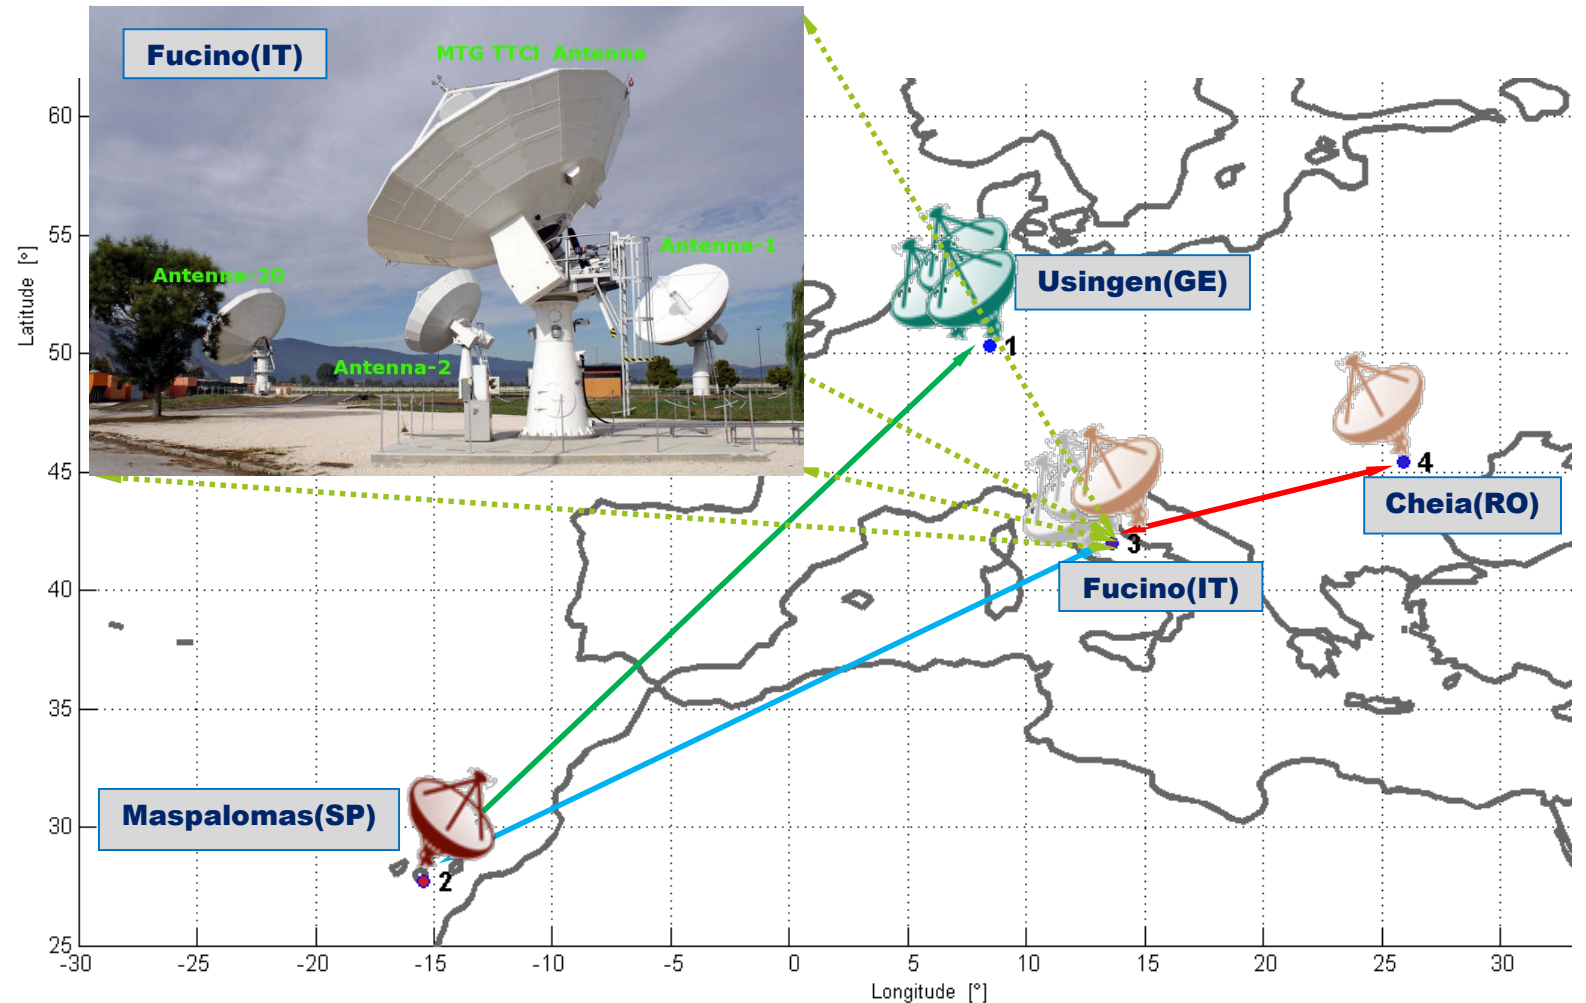 Fucino(IT)
MTG TTC1 Antenna
Antenna-1
Antenna-20
Antenna-2
Usingen(GE)
1
4
Cheia(RO)
3
Fucino(IT)
Maspalomas(SP)
2
Latitude [°]
60
55
50
45
40
35
30
25
-30
-25
-20
-15
-10
-5
0
5
10
15
20
25
30
Longitude [°]